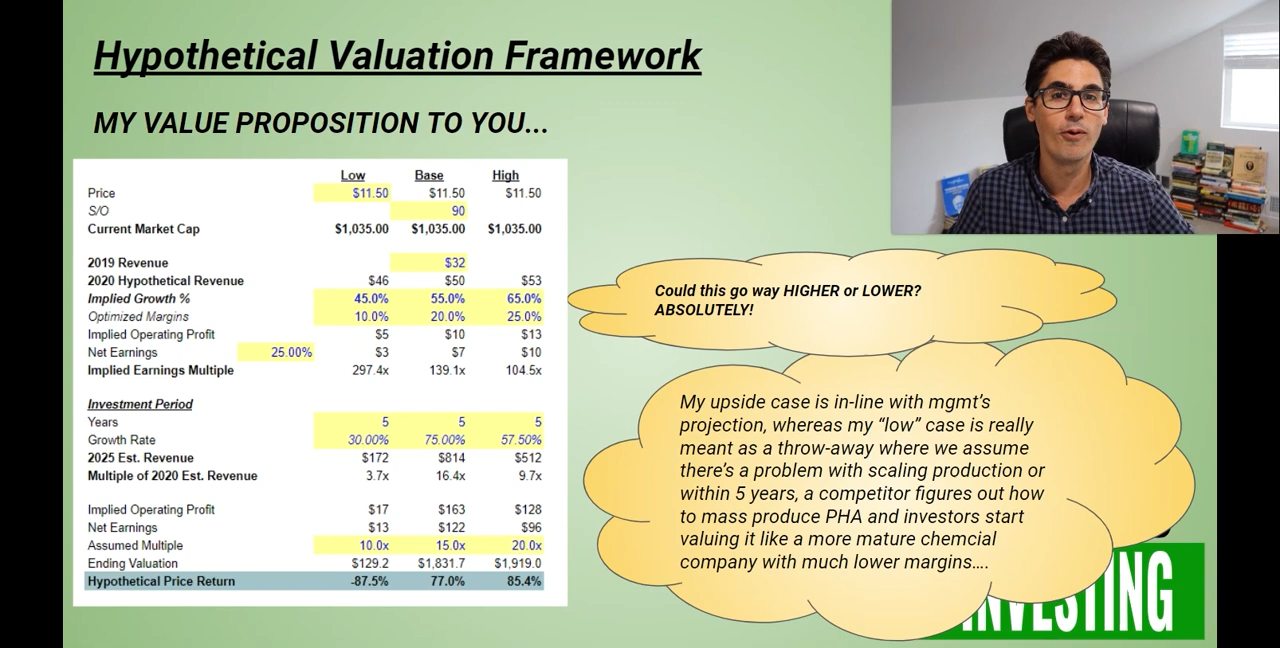 Hypothetical Valuation Framework
MY VALUE PROPOSITION TO YOU...
Low Base High
Price $11.50 $11.50 $11.50
S/O 90
Current Market Cap $1,035.00 $1,035.00 $1,035.00
2019 Revenue $32
2020 Hypothetical Revenue $46 $50 $53
Implied Growth % 45.0% 55.0% 65.0%
Optimized Margins 10.0% 20.0% 25.0%
Implied Operating Profit $5 $10 $13
Net Earnings 25.00% $3 $7 $10
Implied Earnings Multiple 297.4x 139.1x 104.5x
Investment Period
Years 5 5 5
Growth Rate 30.00% 75.00% 57.50%
2025 Est. Revenue $172 $814 $512
Multiple of 2020 Est. Revenue 3.7x 16.4x 9.7x
Implied Operating Profit $17 $163 $128
Net Earnings $13 $122 $96
Assumed Multiple 10.0x 15.0x 20.0x
Ending Valuation $129.2 $1,831.7 $1,919.0
Hypothetical Price Return -87.5% 77.0% 85.4%
Could this go way HIGHER or LOWER?
ABSOLUTELY!
My upside case is in-line with mgmt's
projection, whereas my "low" case is really
meant as a throw-away where we assume
there's a problem with scaling production or
within 5 years, a competitor figures out how
to mass produce PHA and investors start
valuing it like a more mature chemcial
company with much lower margins....
INVESTING